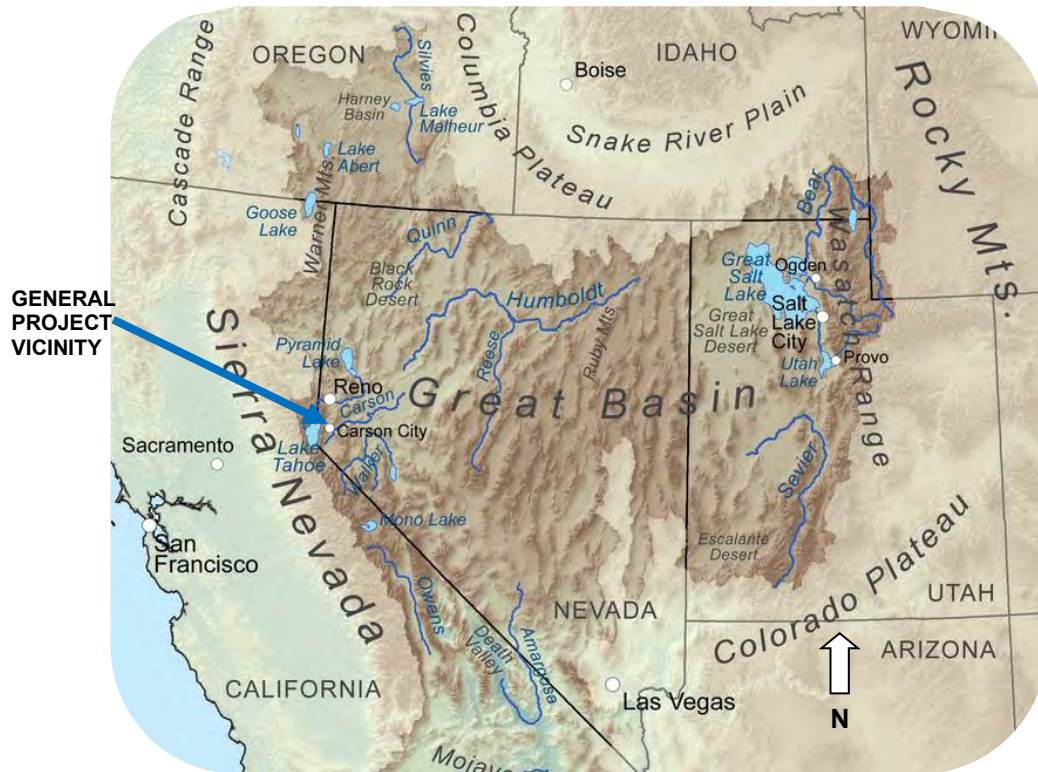 OREGON
IDAHO
WYOMI
Cascade Range
Silvies
Columbia Plateau
Boise
Rocky Mts.
Harney
Basin
Lake
Malheur
Snake River Plain
Lake
Abert
Warner Mts.
Goose
Lake
Quinn
Bear
Wasatch Range
Black
Rock
Desert
Great
Salt
Lake
Ogden
Humboldt
Salt
Lake
City
Great
Salt Lake
Desert
GENERAL
PROJECT
VICINITY
Sierra Nevada
Pyramid
Lake
Reese
Ruby Mts.
Utah
Lake
Provo
Reno
Carson
Great Basin
Carson City
Sacramento
Lake
Tahoe
Walker
Sevier
Mono Lake
San
Francisco
Escalante
Desert
Owens
Colorado Plateau
NEVADA
UTAH
Death
Valley
Amargosa
ARIZONA
CALIFORNIA
Las Vegas
N
Mojave